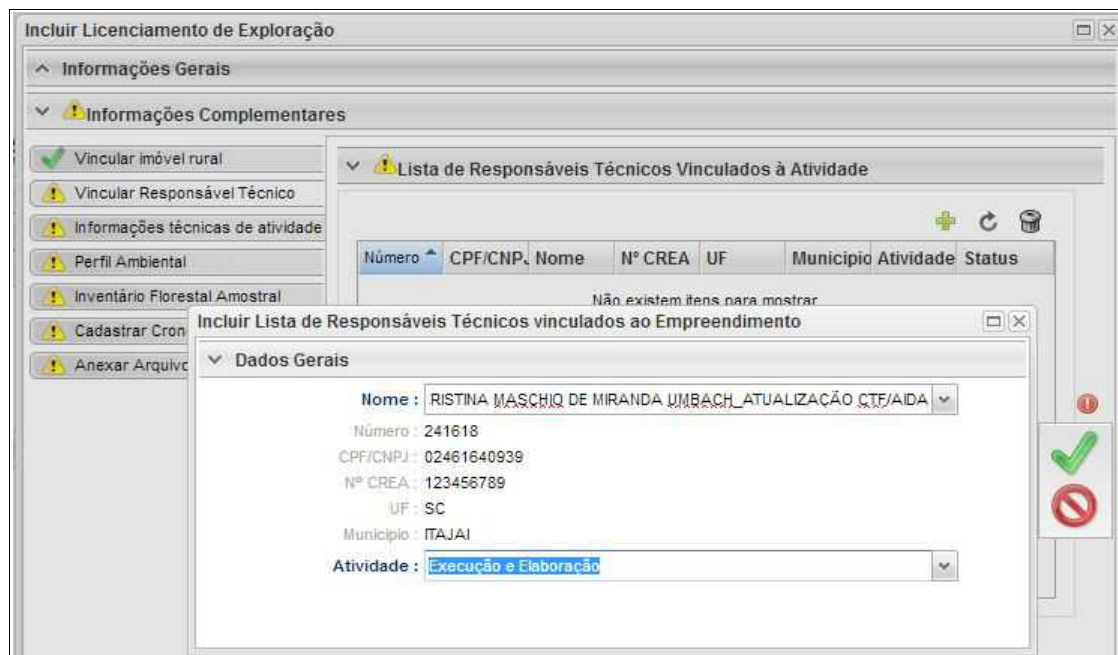 Incluir Licenciamento de Exploração
Informações Gerais
Informações Complementares
Vincular imóvel rural
Vincular Responsável Técnico
Informações técnicas de atividade
Perfil Ambiental
Inventário Florestal Amostral
Cadastrar Cron
Anexar Arquivo
Lista de Responsáveis Técnicos Vinculados à Atividade
Número CPF/CNPJ Nome Nº CREA UF Municipio Atividade Status
Não existem itens para mostrar
Incluir Lista de Responsáveis Técnicos vinculados ao Empreendimento
Dados Gerais
Nome : RISTINA MASCHIO DE MIRANDA UMBACH_ATUALIZAÇÃO CTF/AIDA
Número : 241618
CPF/CNPJ : 02461640939
Nº CREA : 123456789
UF : SC
Municipio : ITAJAI
Atividade : Execução e Elaboração